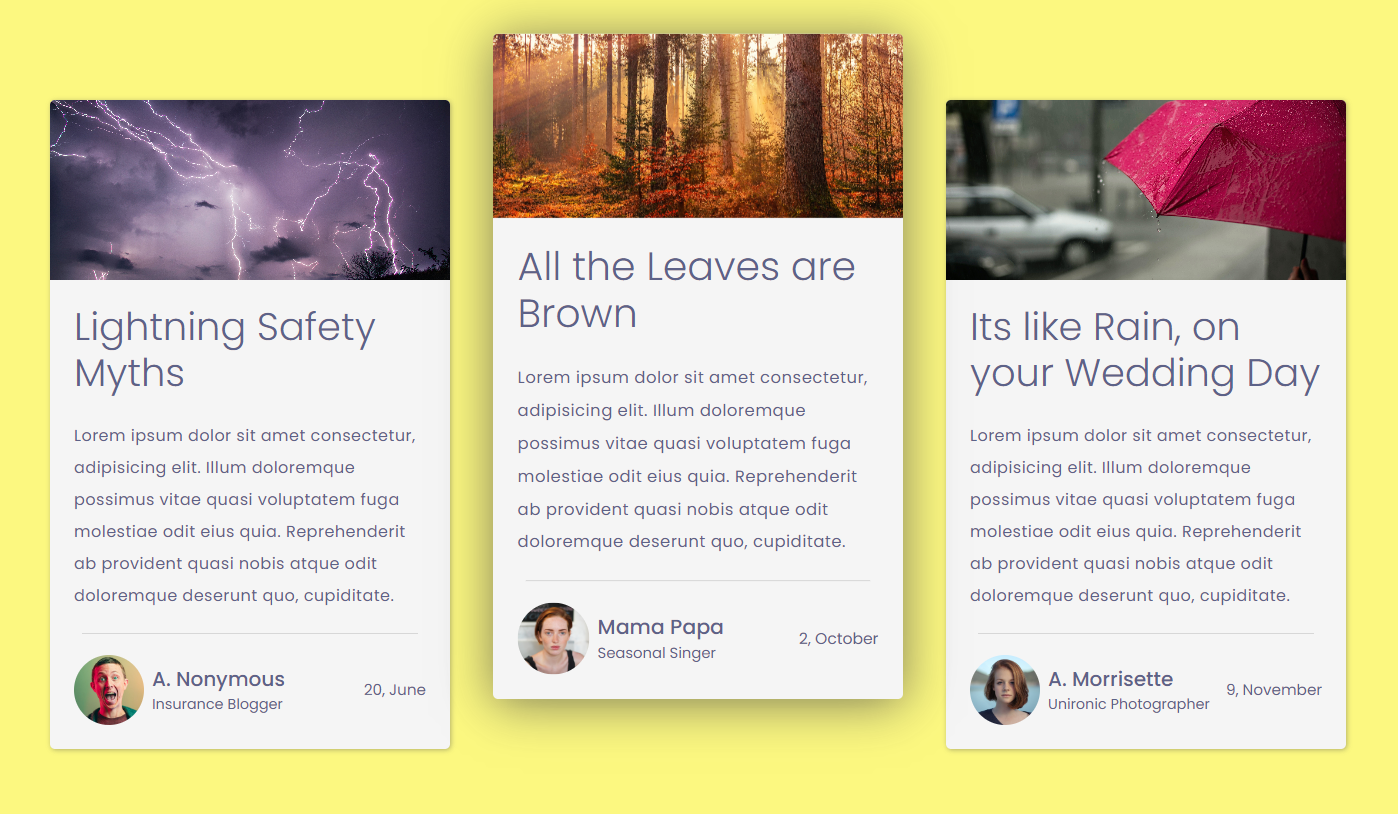 Lightning Safety
Myths
Lorem ipsum dolor sit amet consectetur,
adipisicing elit. Illum doloremque
possimus vitae quasi voluptatem fuga
molestiae odit eius quia. Reprehenderit
ab provident quasi nobis atque odit
doloremque deserunt quo, cupiditate.
A. Nonymous
Insurance Blogger
20, June
All the Leaves are
Brown
Lorem ipsum dolor sit amet consectetur,
adipisicing elit. Illum doloremque
possimus vitae quasi voluptatem fuga
molestiae odit eius quia. Reprehenderit
ab provident quasi nobis atque odit
doloremque deserunt quo, cupiditate.
Mama Papa
Seasonal Singer
2, October
Its like Rain, on
your Wedding Day
Lorem ipsum dolor sit amet consectetur,
adipisicing elit. Illum doloremque
possimus vitae quasi voluptatem fuga
molestiae odit eius quia. Reprehenderit
ab provident quasi nobis atque odit
doloremque deserunt quo, cupiditate.
A. Morrisette
Unironic Photographer
9, November